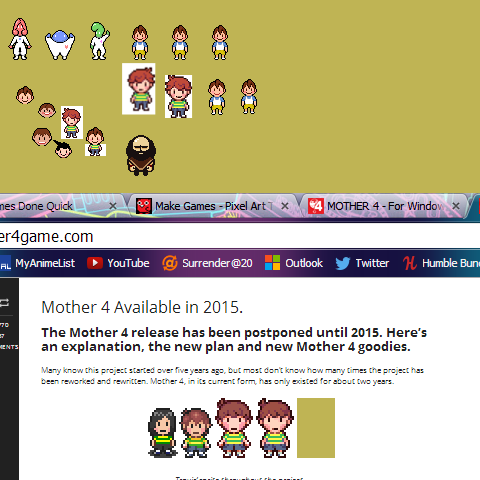 mes Done Quick
Make Games - Pixel Art T
MOTHER 4 - For Window
er4game.com
AL MyAnimeList YouTube Surrender@20 Outlook Twitter Humble Bun
Mother 4 Available in 2015.
The Mother 4 release has been postponed until 2015. Here's
an explanation, the new plan and new Mother 4 goodies.
Many know this project started over five years ago, but most don't know how many times the project has
been reworked and rewritten. Mother 4, in its current form, has only existed for about two years.